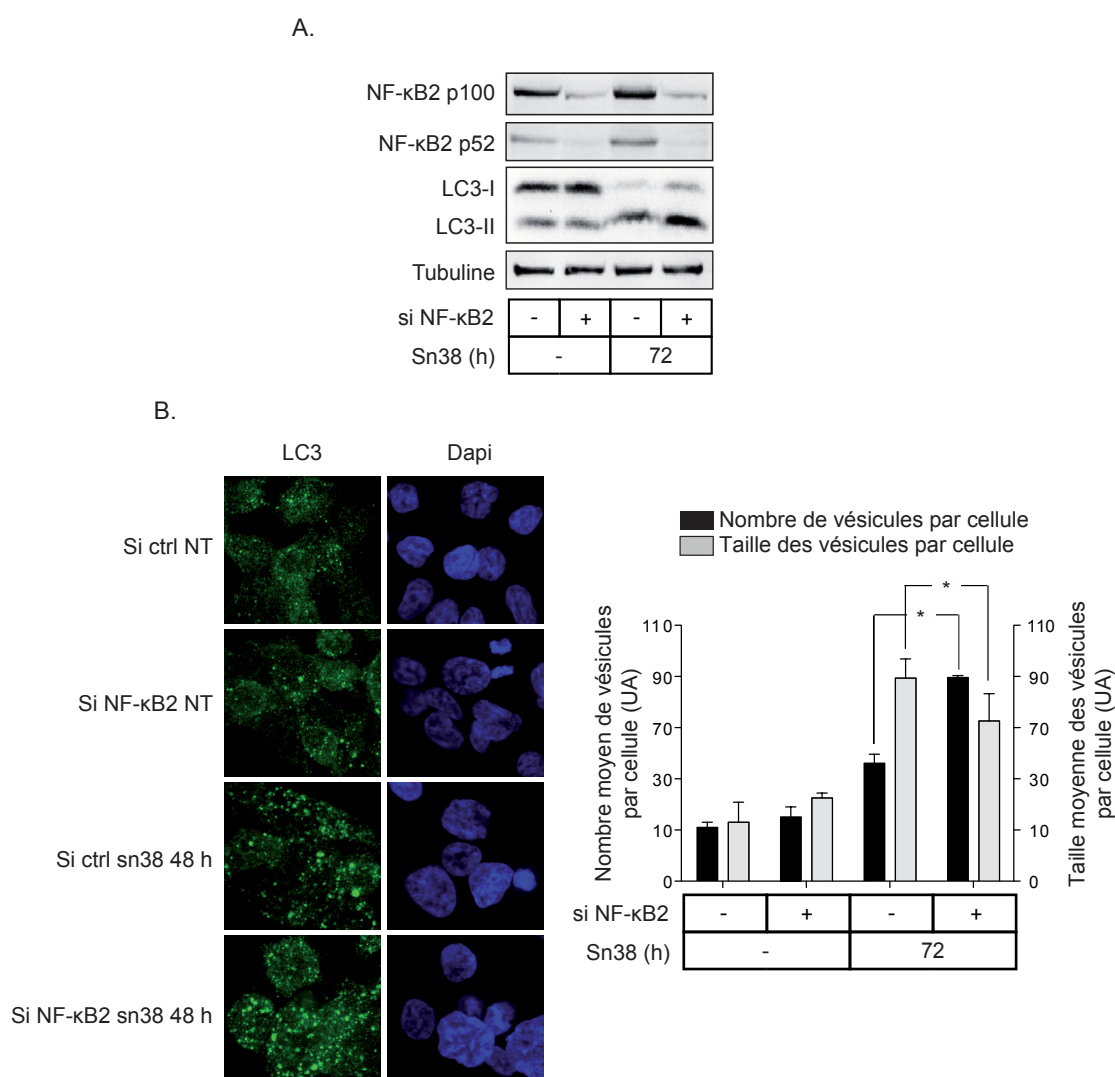 A.
NF-κB2 p100
NF-κB2 p52
LC3-I
LC3-II
Tubuline
si NF-κB2 - + - +
Sn38 (h) - 72
B.
LC3 Dapi
Si ctrl NT
Si NF-κB2 NT
Si ctrl sn38 48 h
Si NF-κB2 sn38 48 h
Nombre de vésicules par cellule
Taille des vésicules par cellule
* 
*
Nombre moyen de vésicules
par cellule (UA)
110
90
70
30
10
0
110
90
70
30
10
0
Taille moyenne des vésicules
par cellule (UA)
si NF-κB2 - + - +
Sn38 (h) - 72